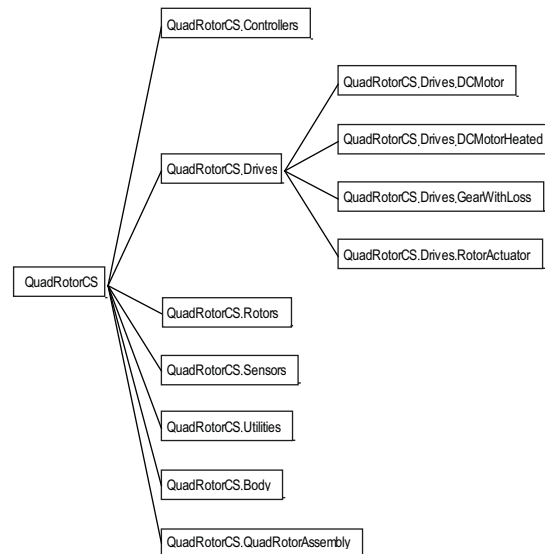 QuadRotorCS.Controllers
QuadRotorCS.Drives.DCMotor
QuadRotorCS.Drives.DCMotorHeated
QuadRotorCS.Drives
QuadRotorCS.Drives.GearWithLoss
QuadRotorCS.Drives.RotorActuator
QuadRotorCS
QuadRotorCS.Rotors
QuadRotorCS.Sensors
QuadRotorCS.Utilities
QuadRotorCS.Body
QuadRotorCS.QuadRotorAssembly